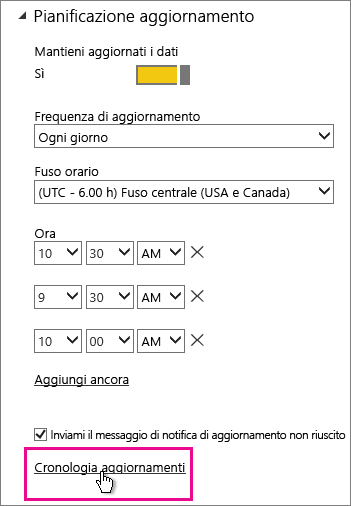 Pianificazione aggiornamento
Mantieni aggiornati i dati
Sì
Frequenza di aggiornamento
Ogni giorno
Fuso orario
(UTC - 6.00 h) Fuso centrale (USA e Canada)
Ora
10 30 AM
9 30 AM
10 00 AM
Aggiungi ancora
Inviami il messaggio di notifica di aggiornamento non riuscito
Cronologia aggiornamenti